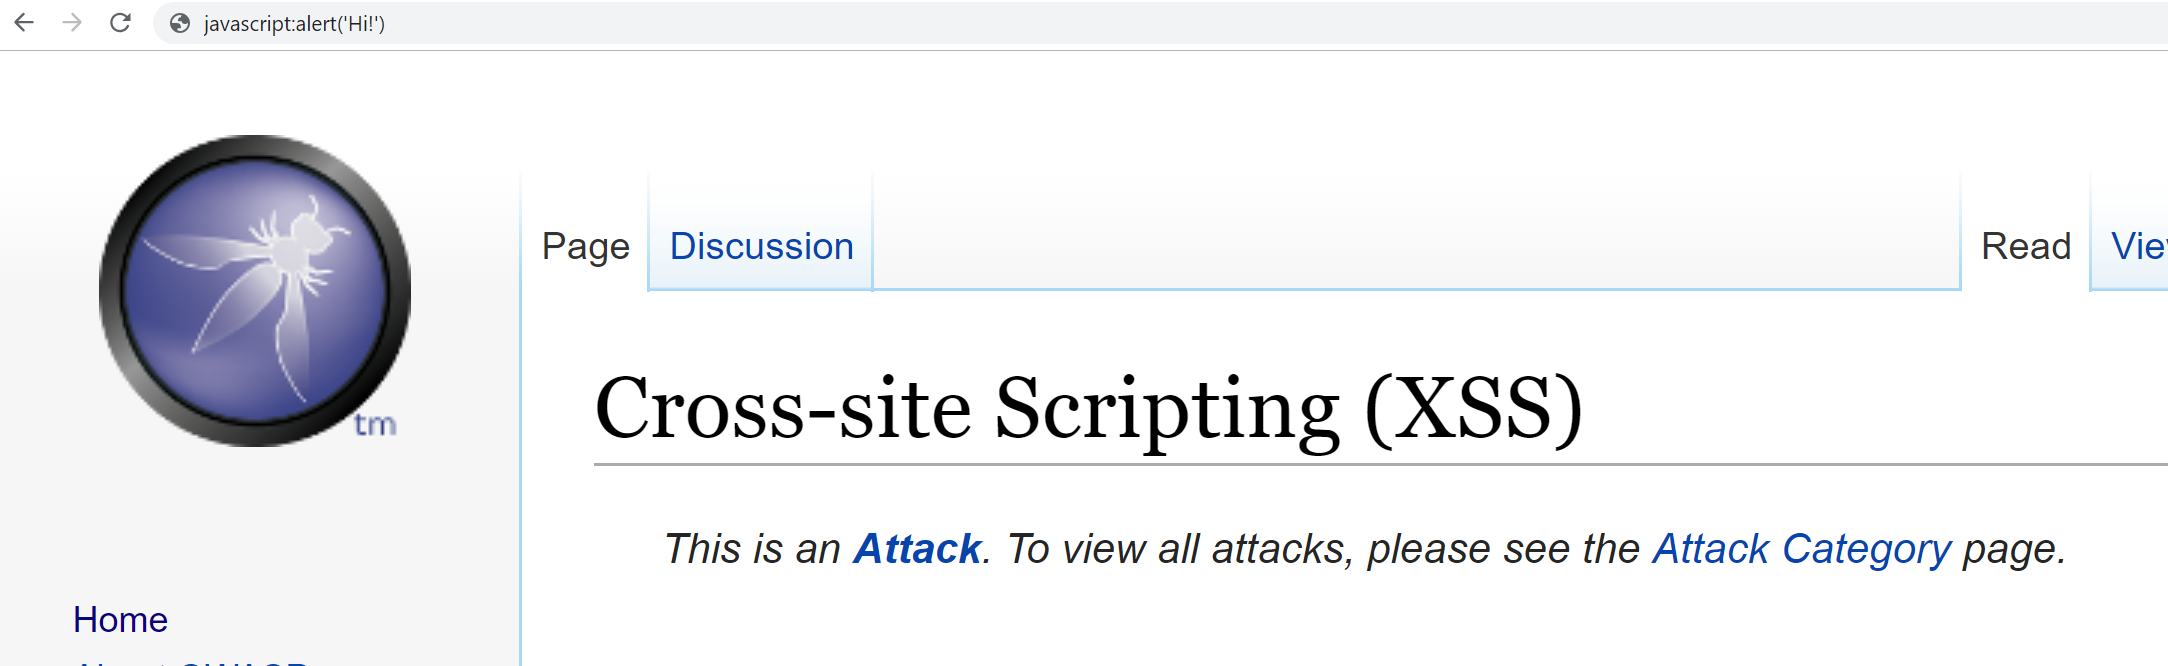 javascript:alert('Hi!')
tm
Page Discussion Read
Cross-site Scripting (XSS)
This is an Attack. To view all attacks, please see the Attack Category page.
Home